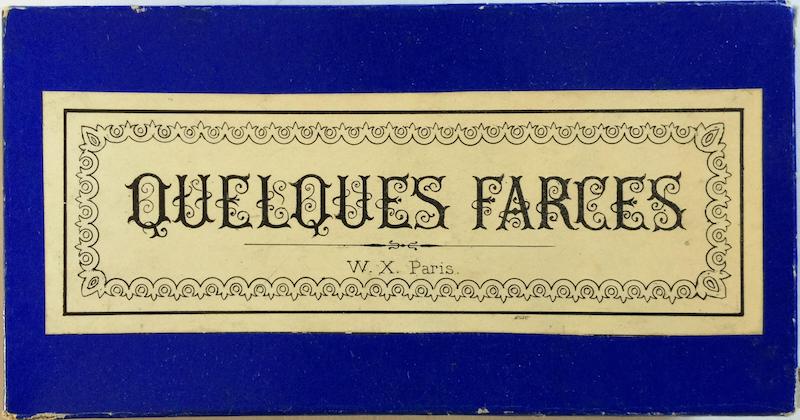 QUELQUES FARCES
W. X. Paris.